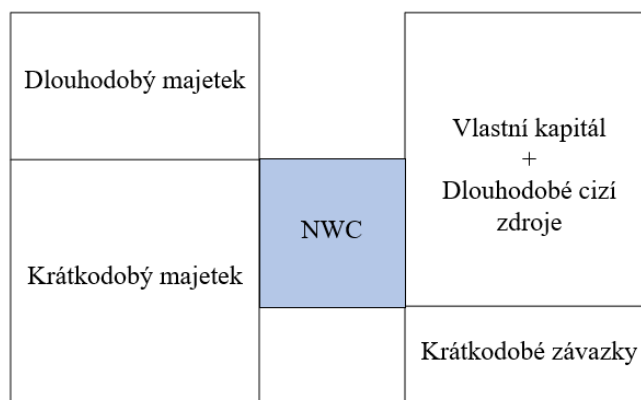 Dlouhodobý majetek
Krátkodobý majetek
NWC
Vlastní kapitál
+
Dlouhodobé cizí
zdroje
Krátkodobé závazky